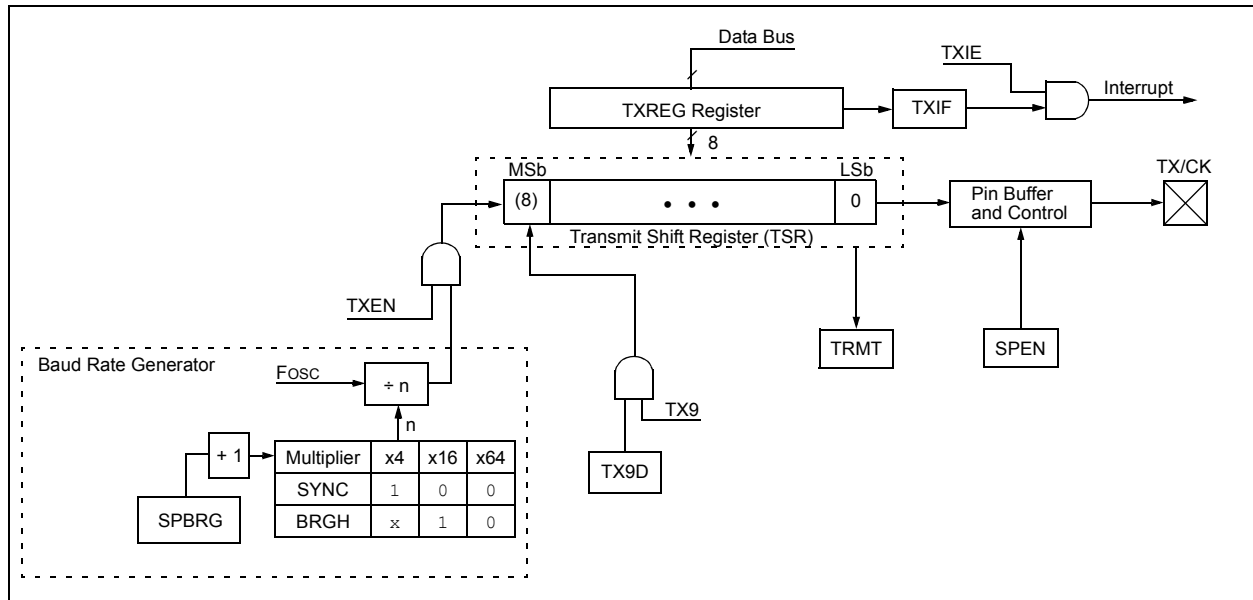 Data Bus
TXIE
Interrupt
TXREG Register
TXIF
8
MSb
LSb
TX/CK
(8)
• • •
0
Pin Buffer
and Control
Transmit Shift Register (TSR)
TXEN
TRMT
SPEN
Baud Rate Generator
FOSC
÷ n
n
TX9
+ 1
Multiplier x4 x16 x64
TX9D
SYNC 1 0 0
SPBRG
BRGH x 1 0